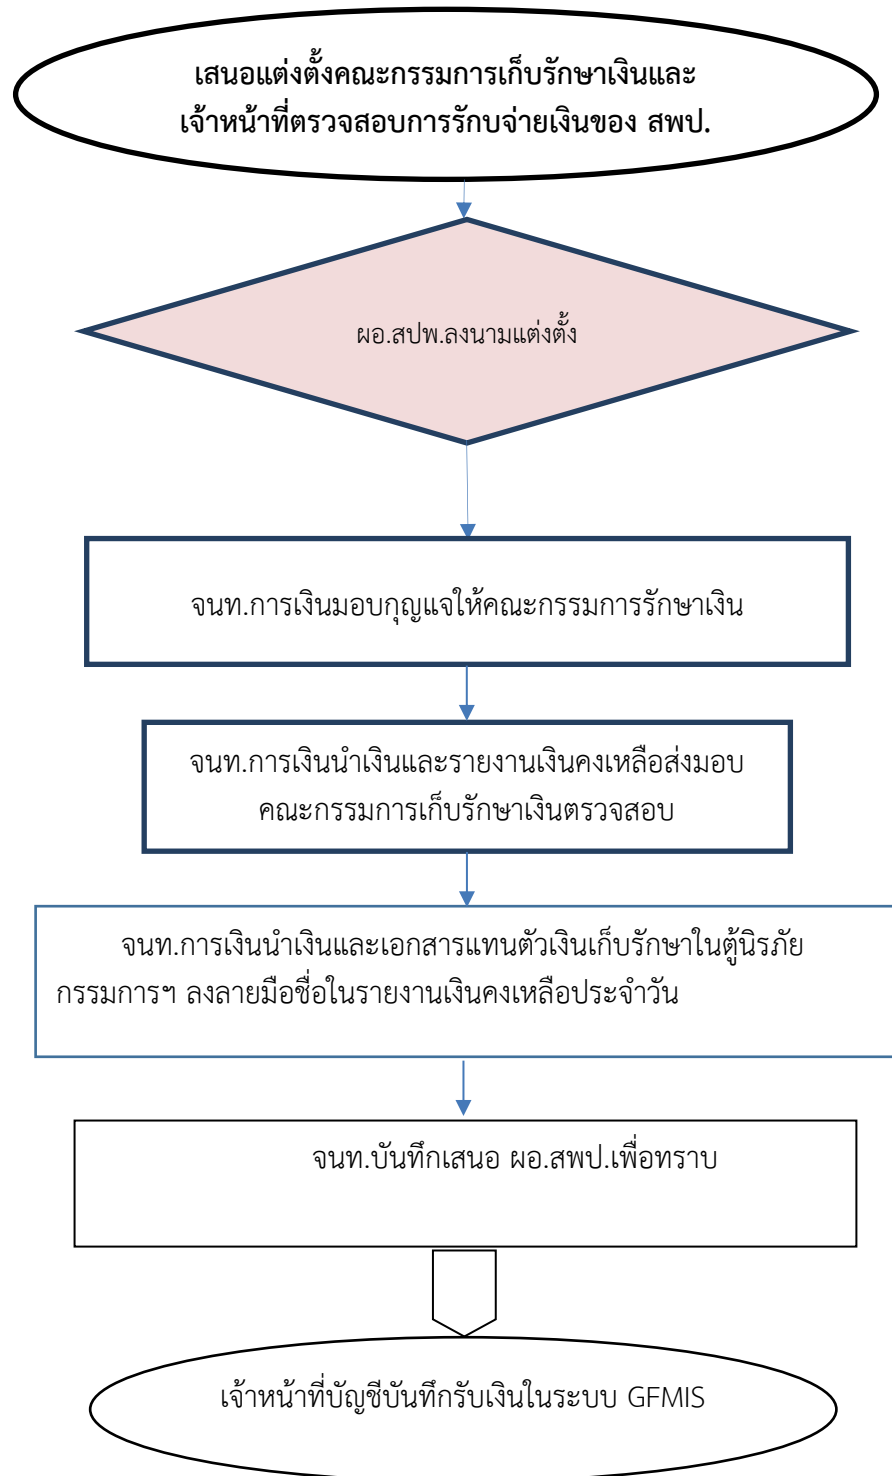 เสนอแต่งตั้งคณะกรรมการเก็บรักษาเงินและ
เจ้าหน้าที่ตรวจสอบการรักบจ่ายเงินของ สพป.
ผอ.สปพ.ลงนามแต่งตั้ง
จนท.การเงินมอบกุญแจให้คณะกรรมการรักษาเงิน
จนท.การเงินนำเงินและรายงานเงินคงเหลือส่งมอบ
คณะกรรมการเก็บรักษาเงินตรวจสอบ
จนท.การเงินนำเงินและเอกสารแทนตัวเงินเก็บรักษาในตู้นิรภัย
กรรมการฯ ลงลายมือชื่อในรายงานเงินคงเหลือประจำวัน
จนท.บันทึกเสนอ ผอ.สพป.เพื่อทราบ
เจ้าหน้าที่บัญชีบันทึกรับเงินในระบบ GFMIS